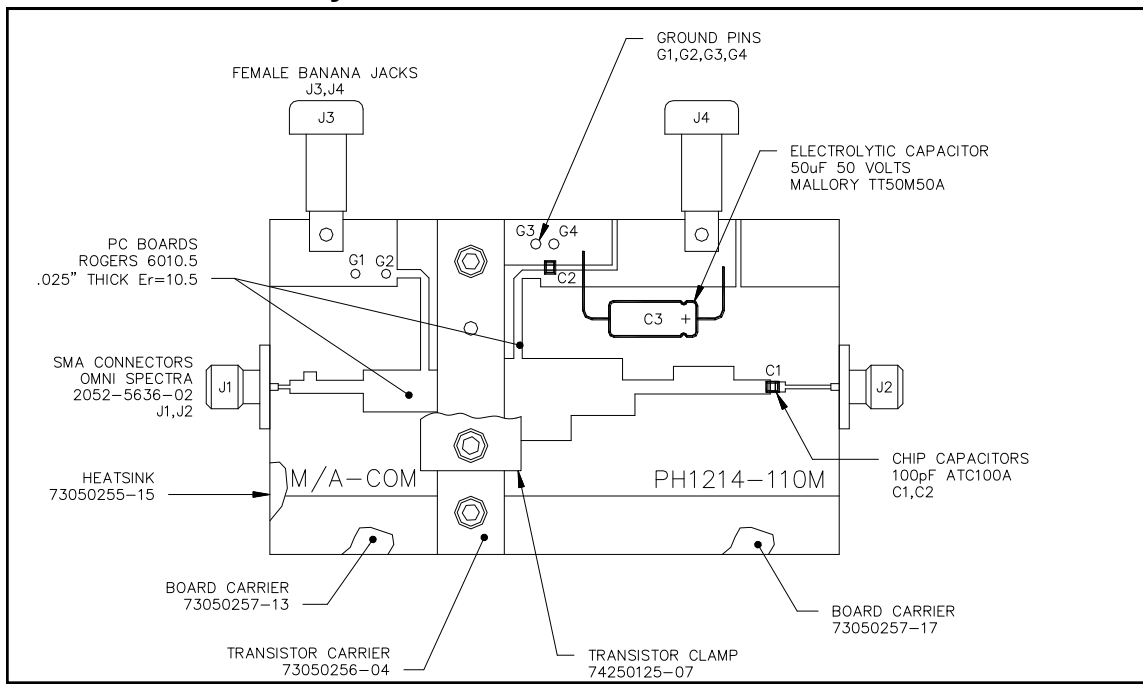 GROUND PINS
G1,G2,G3,G4
FEMALE BANANA JACKS
J3,J4
J3
J4
ELECTROLYTIC CAPACITOR
50uF 50 VOLTS
MALLORY TT50M50A
PC BOARDS
ROGERS 6010.5
.025" THICK Er=10.5
G1
G2
G3
G4
C2
C3
+
SMA CONNECTORS
OMNI SPECTRA
2052-5636-02
J1,J2
J1
C1
J2
HEATSINK
73050255-15
M/A-COM
PH1214-110M
CHIP CAPACITORS
100pF ATC100A
C1,C2
BOARD CARRIER
73050257-13
BOARD CARRIER
73050257-17
TRANSISTOR CARRIER
73050256-04
TRANSISTOR CLAMP
74250125-07